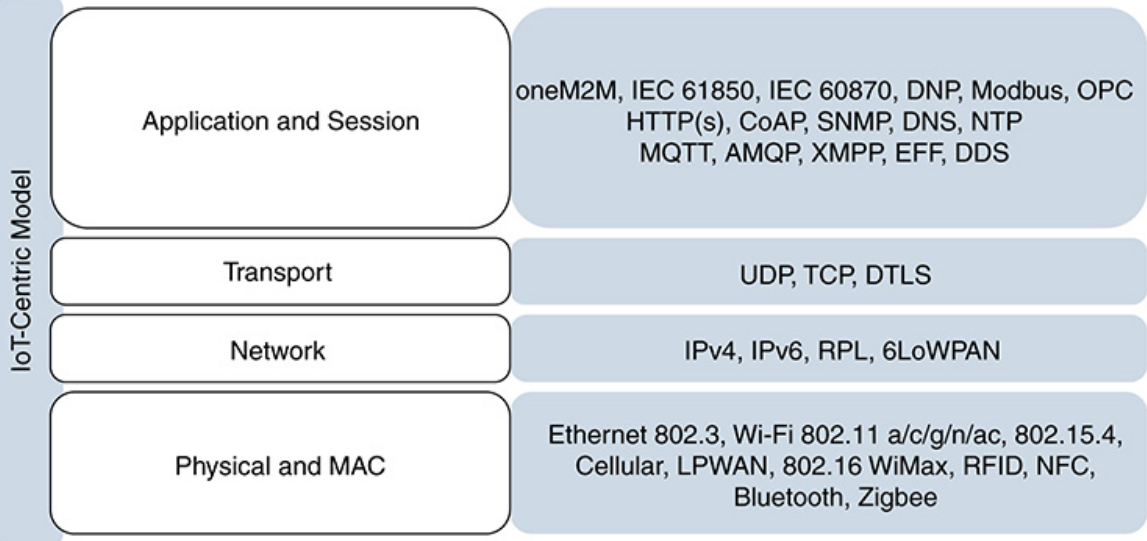 IoT-Centric Model
Application and Session
oneM2M, IEC 61850, IEC 60870, DNP, Modbus, OPC
HTTP(s), CoAP, SNMP, DNS, NTP
MQTT, AMQP, XMPP, EFF, DDS
Transport
UDP, TCP, DTLS
Network
IPv4, IPv6, RPL, 6LoWPAN
Physical and MAC
Ethernet 802.3, Wi-Fi 802.11 a/c/g/n/ac, 802.15.4,
Cellular, LPWAN, 802.16 WiMax, RFID, NFC,
Bluetooth, Zigbee